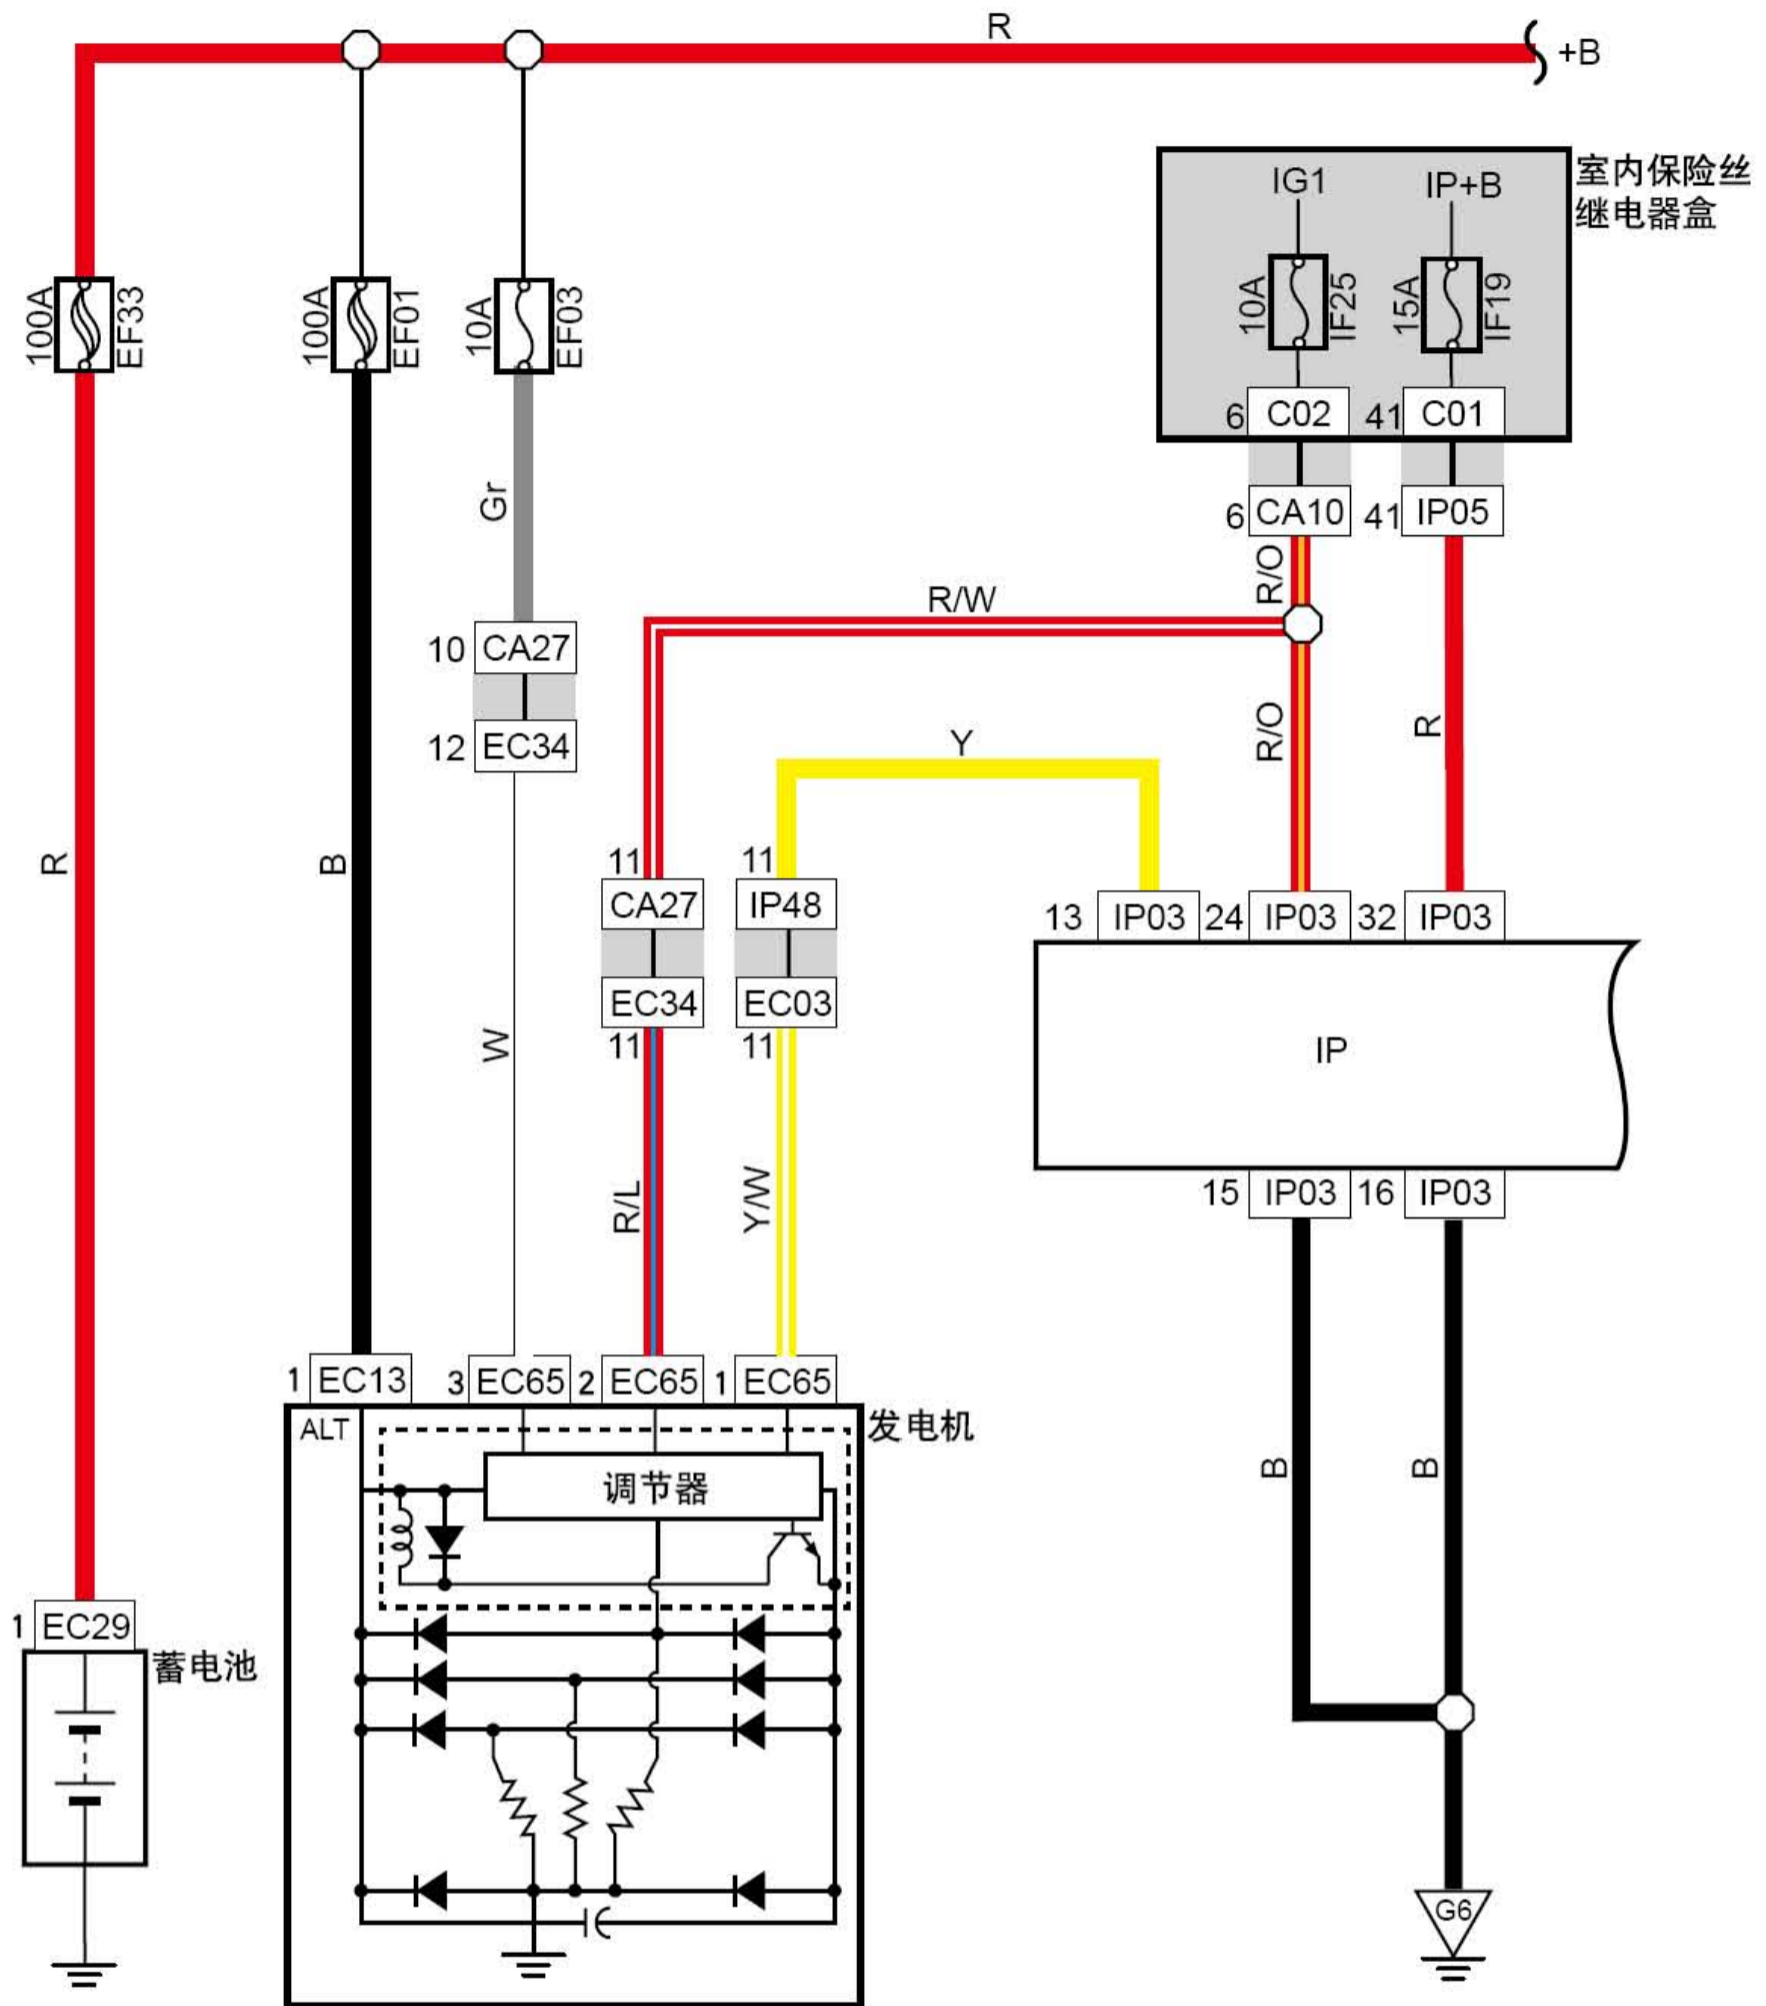 R
+B
室内保险丝
继电器盒
IG1
IP+B
100A
EF33
100A
EF01
10A
EF03
10A
IF25
15A
IF19
6 C02
41 C01
Gr
6 CA10
41 IP05
R/O
R/W
10 CA27
12 EC34
R/O
R
Y
R
B
11
CA27
EC34
11
11
IP48
EC03
11
13 IP03
24 IP03
32 IP03
W
IP
R/L
Y/W
15 IP03
16 IP03
1 EC13
3 EC65
2 EC65
1 EC65
ALT
发电机
调节器
B
B
1 EC29
蓄电池
G6